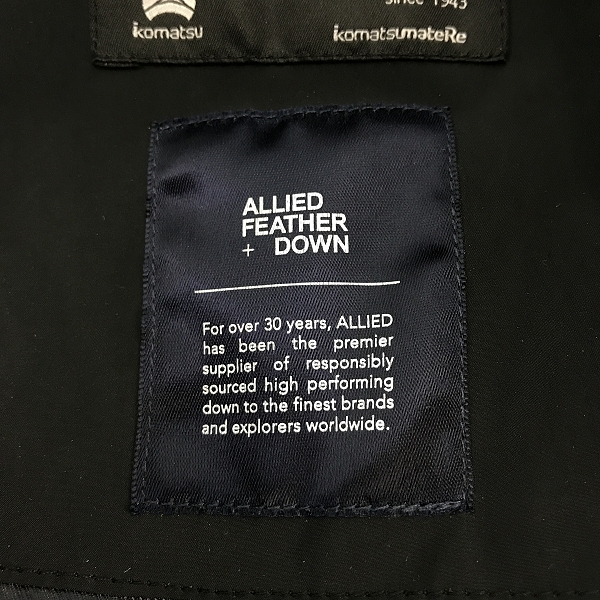 since 1943
komatsu
komatsumateRe
ALLIED
FEATHER
+ DOWN
For over 30 years, ALLIED
has been the premier
supplier of responsibly
sourced high performing
down to the finest brands
and explorers worldwide.